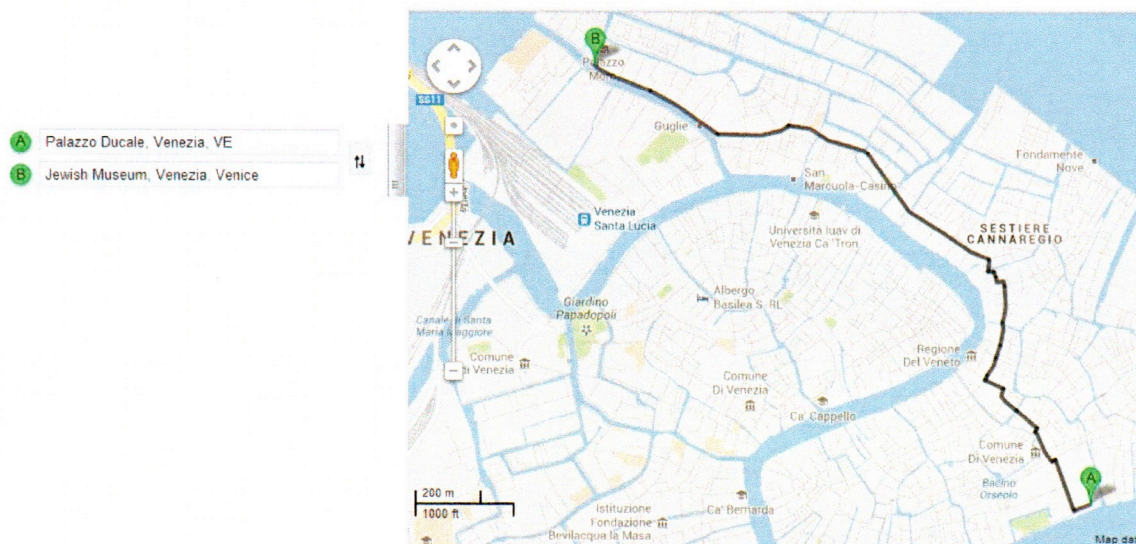 A Palazzo Ducale, Venezia, VE
B Jewish Museum, Venezia, Venice
B
Palazzo
SS11
Guglie
Fondamente
Nove
San
Marcuola-Casino
Venezia
Santa Lucia
VENEZIA
Università Iuav di
Venezia Ca 'Tron
SESTIERE
CANNAREGIO
Albergo
Basilea S RL
Giardino
Papadopoli
Canale di Santa
Maria Maggiore
Comune
di Venezia
Regione
Del Veneto
Comune
Di Venezia
Ca' Cappello
Comune
Di Venezia
A
Bacino
Orseolo
200 m
1000 ft
Ca' Bernarda
Istituzione
Fondazione
Bevilacqua la Masa
Map dat